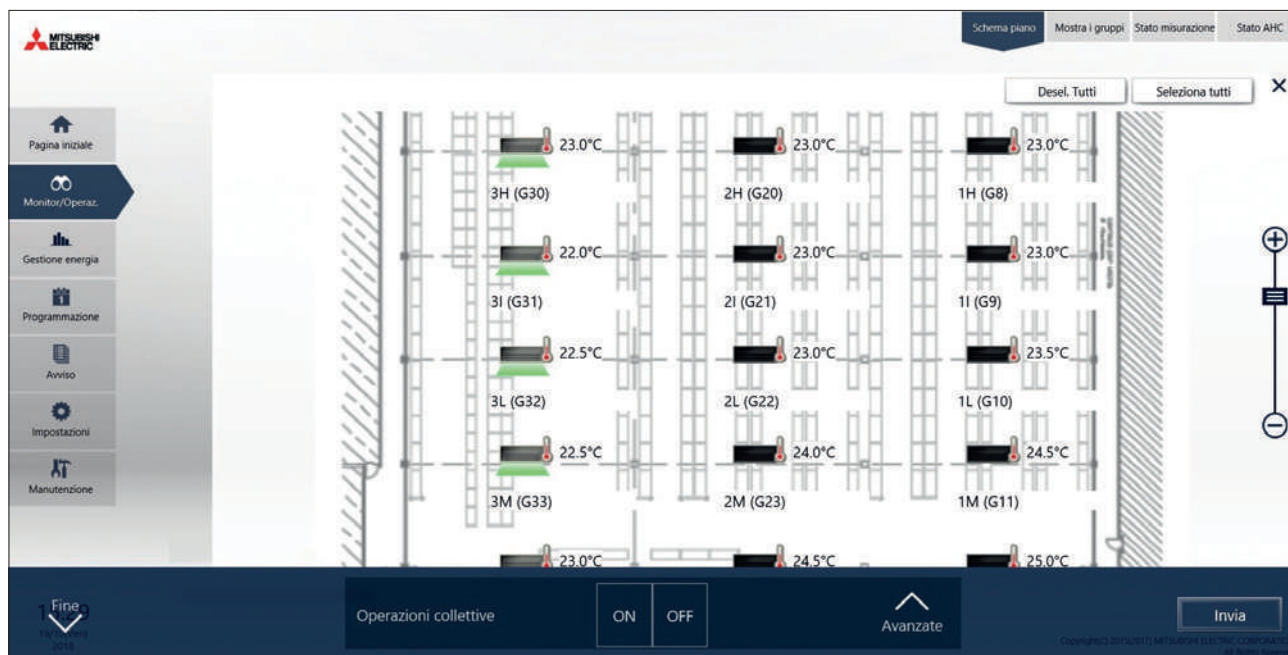 MITSUBISHI
ELECTRIC
Schema piano
Mostra i gruppi
Stato misurazione
Stato AHC
Desel. Tutti
Seleziona tutti
Pagina iniziale
Monitor/Operaz.
Gestione energia
Programmazione
Avviso
Impostazioni
Manutenzione
23.0°C
23.0°C
23.0°C
3H (G30)
2H (G20)
1H (G8)
22.0°C
23.0°C
23.0°C
3I (G31)
2I (G21)
1I (G9)
22.5°C
23.0°C
23.5°C
3L (G32)
2L (G22)
1L (G10)
22.5°C
24.0°C
24.5°C
3M (G33)
2M (G23)
1M (G11)
23.0°C
24.5°C
25.0°C
Fine
2018
Operazioni collettive
ON
OFF
Avanzate
Invia
MITSUBISHI ELECTRIC